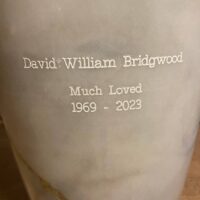 David William Bridgwood
Much Loved
1969 - 2023